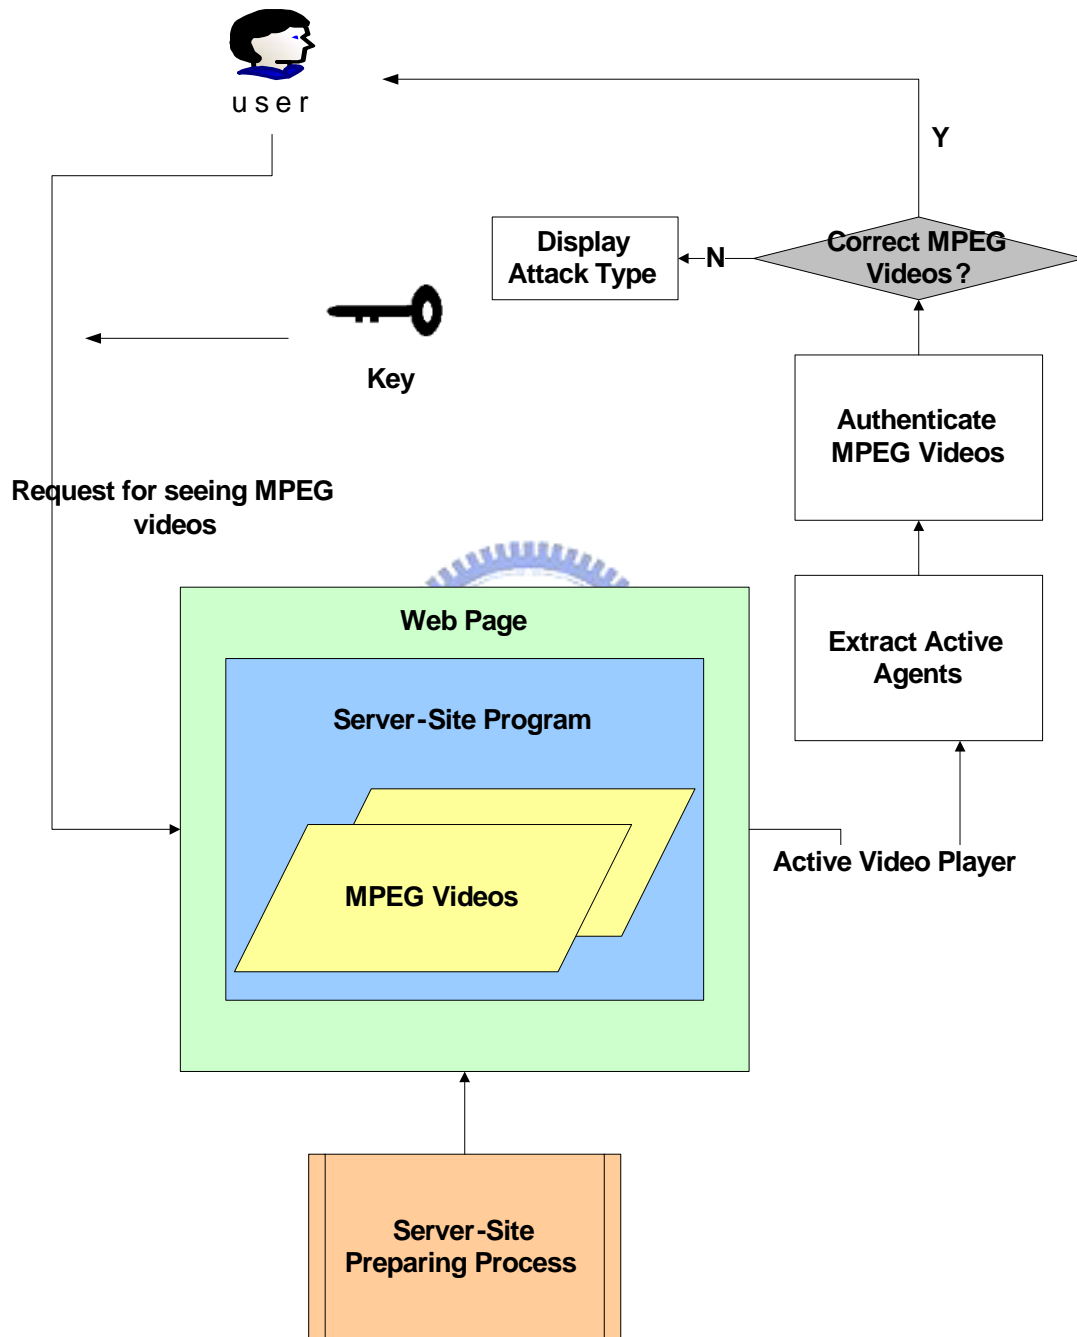 user
Y
Display
Attack Type
N
Correct MPEG
Videos?
Key
Authenticate
MPEG Videos
Request for seeing MPEG
videos
Web Page
Extract Active
Agents
Server-Site Program
MPEG Videos
Active Video Player
Server-Site
Preparing Process